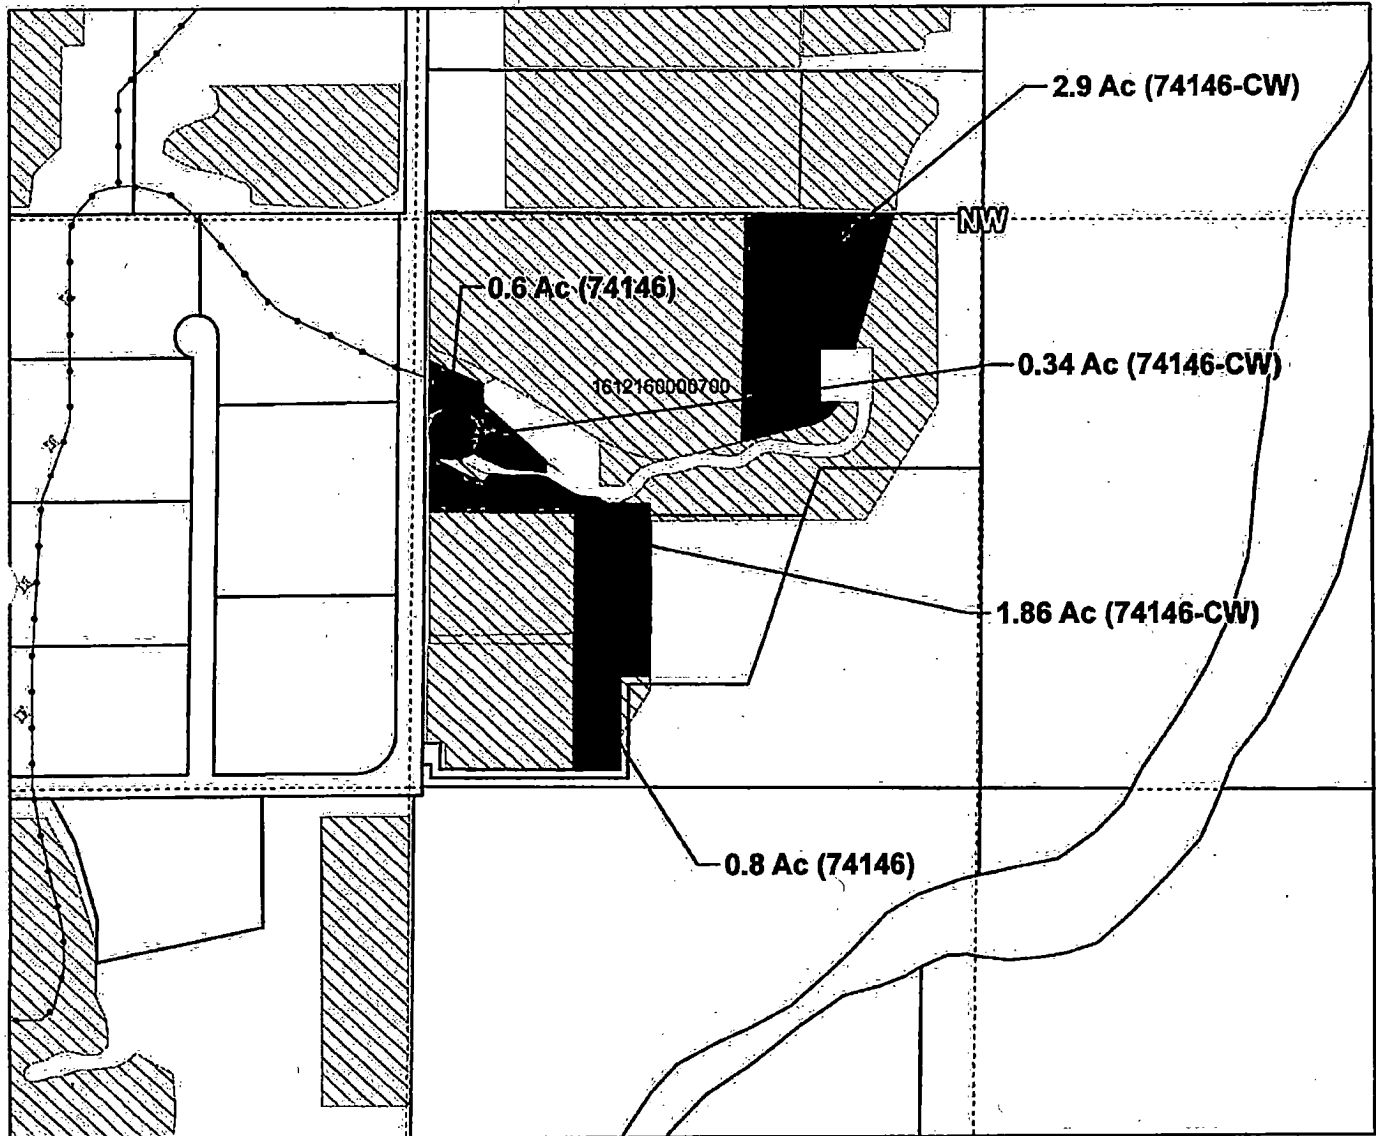 2.9 Ac (74146-CW)
NW
0.6 Ac (74146)
0.34 Ac (74146-CW)
1612160000700
1.86 Ac (74146-CW)
0.8 Ac (74146)